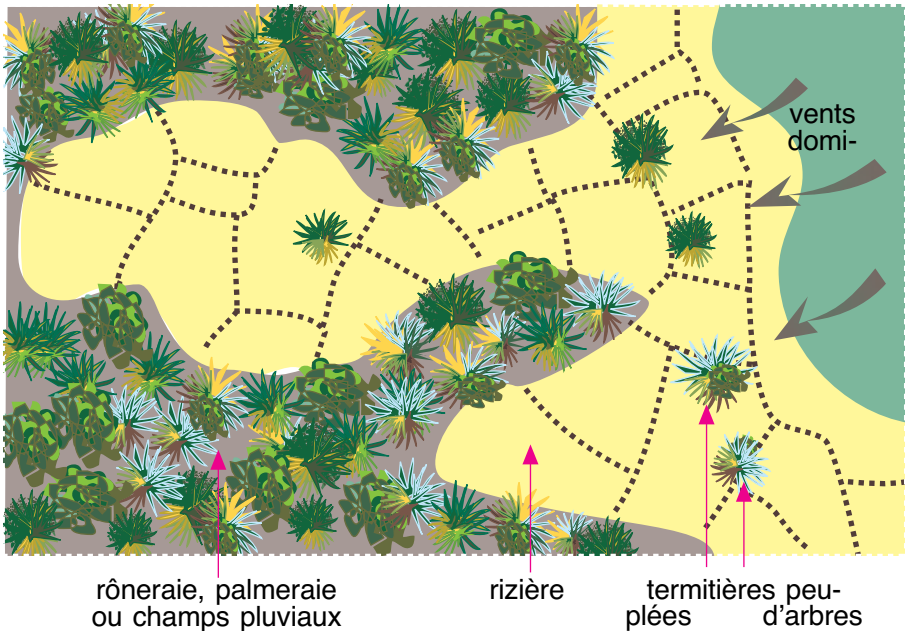 vents
domi-
rôneraie, palmeraie
ou champs pluviaux
rizière
termitières peu-
plées d'arbres